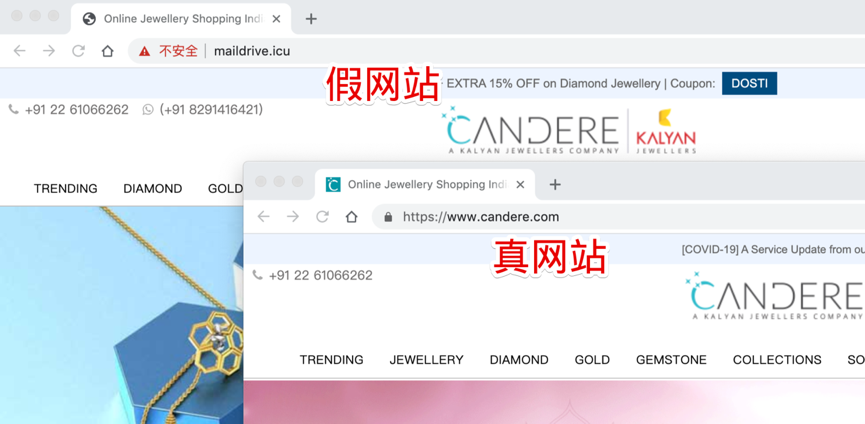 Online Jewellery Shopping Indi
不安全 maildrive.icu
假网站
EXTRA 15% OFF on Diamond Jewellery | Coupon: DOSTI
+91 22 61066262 (+91 8291416421)
CANDERE KALYAN
A KALYAN JEWELLERS COMPANY JEWELLERS
TRENDING DIAMOND GOLD
Online Jewellery Shopping Indi
https://www.candere.com
真网站
[COVID-19] A Service Update from ou
+91 22 61066262
CANDERE
A KALYAN JEWELLERS COMPANY
TRENDING JEWELLERY DIAMOND GOLD GEMSTONE COLLECTIONS SO